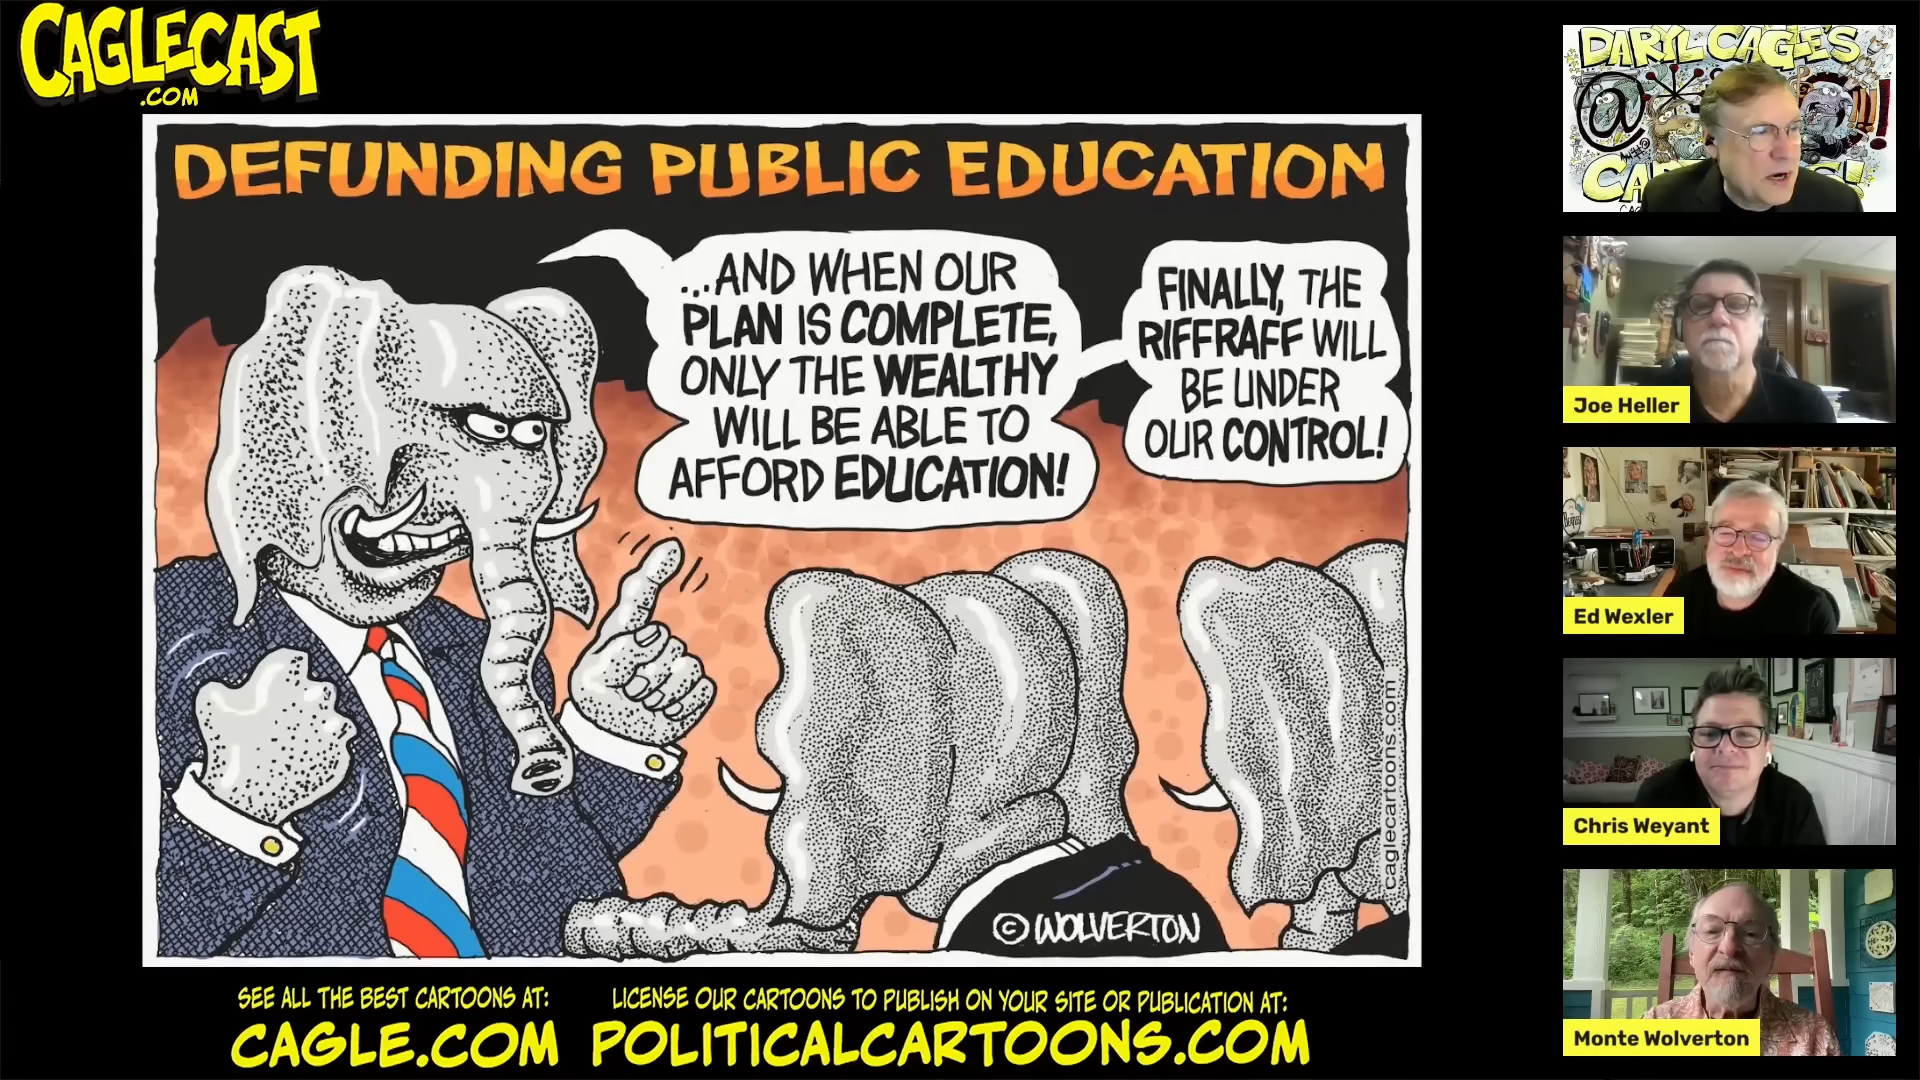 CAGLECAST
.COM
DEFUNDING PUBLIC EDUCATION
...AND WHEN OUR
PLAN IS COMPLETE,
ONLY THE WEALTHY
WILL BE ABLE TO
AFFORD EDUCATION!
FINALLY, THE
RIFFRAFF WILL
BE UNDER
OUR CONTROL!
Caglecartoons.com
© WOLVERTON
SEE ALL THE BEST CARTOONS AT:
CAGLE.COM
LICENSE OUR CARTOONS TO PUBLISH ON YOUR SITE OR PUBLICATION AT:
POLITICALCARTOONS.COM
DARYL CAGLE'S
Joe Heller
Ed Wexler
Chris Weyant
Monte Wolverton